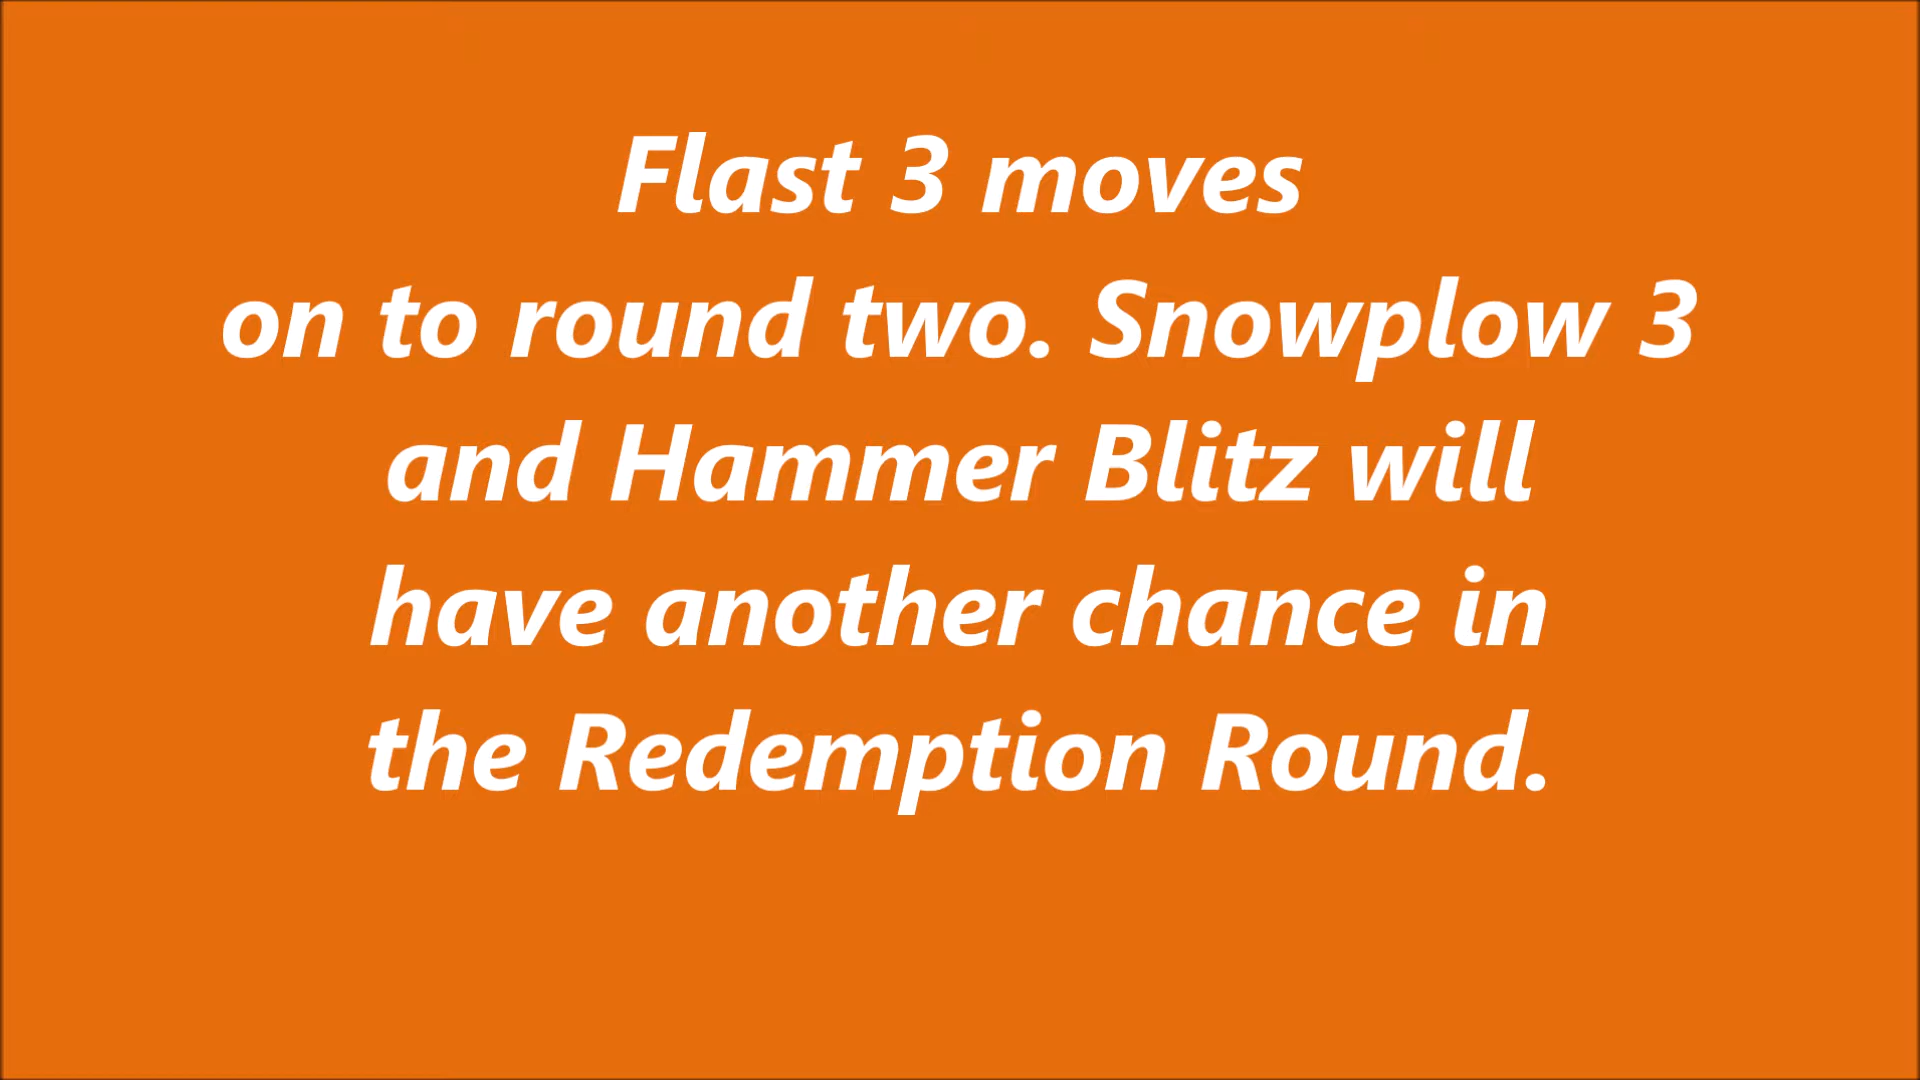 Flast 3 moves
on to round two. Snowplow 3
and Hammer Blitz will
have another chance in
the Redemption Round.